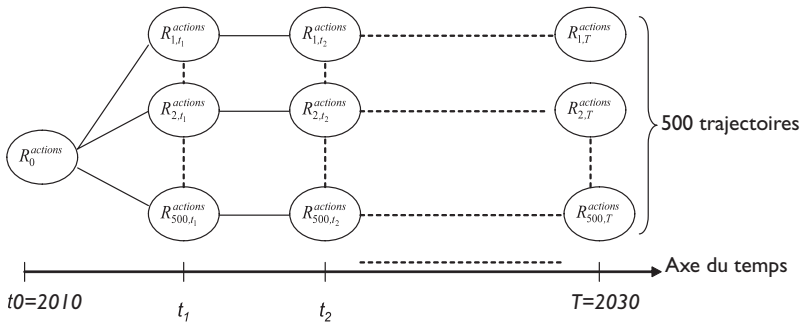 R_{1,t_1}^{actions} R_{1,t_2}^{actions} R_{1,T}^{actions}
R_{2,t_1}^{actions} R_{2,t_2}^{actions} R_{2,T}^{actions}
500 trajectoires
R_0^{actions}
R_{500,t_1}^{actions} R_{500,t_2}^{actions} R_{500,T}^{actions}
Axe du temps
t0=2010 t_1 t_2 T=2030